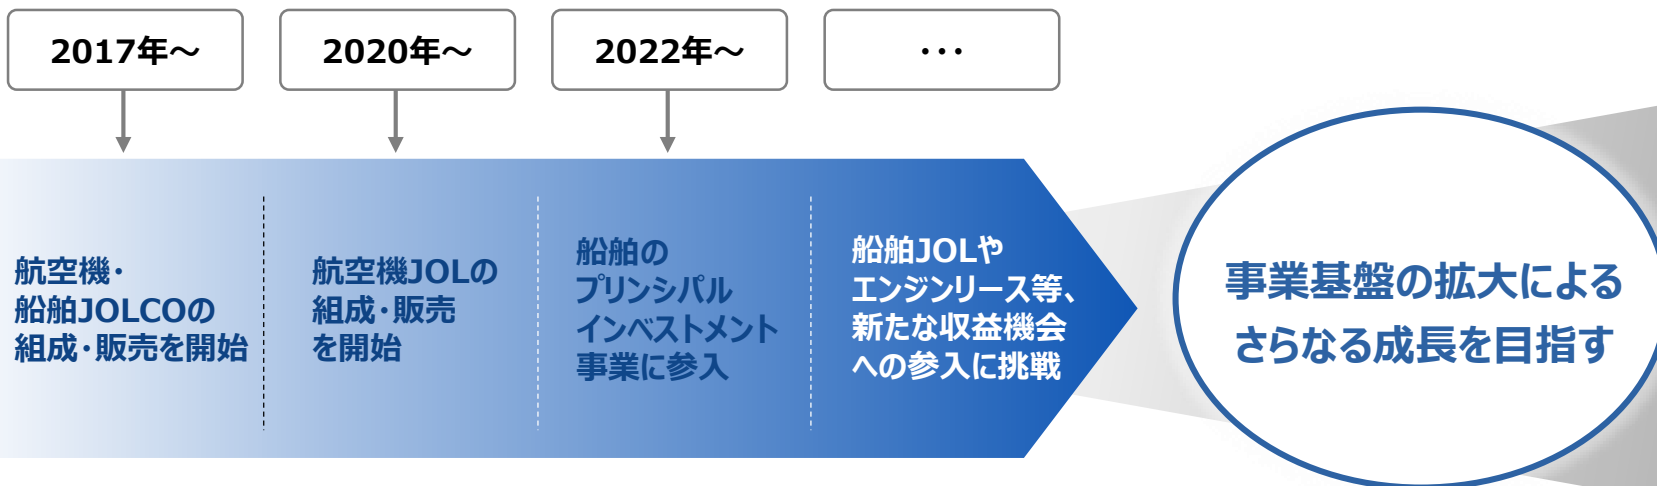 2017年～
2020年～
2022年～
･･･
航空機・
船舶JOLCOの
組成･販売を開始
航空機JOLの
組成･販売
を開始
船舶の
プリンシパル
インベストメント
事業に参入
船舶JOLや
エンジンリース等、
新たな収益機会
への参入に挑戦
事業基盤の拡大による
さらなる成長を目指す